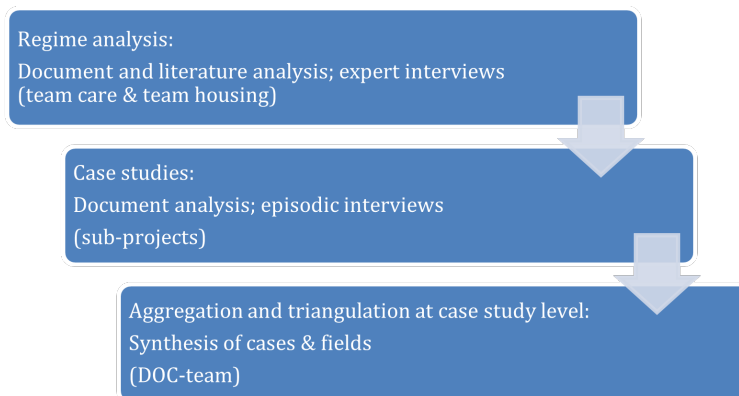 Regime analysis:
Document and literature analysis; expert interviews
(team care & team housing)
Case studies:
Document analysis; episodic interviews
(sub-projects)
Aggregation and triangulation at case study level:
Synthesis of cases & fields
(DOC-team)